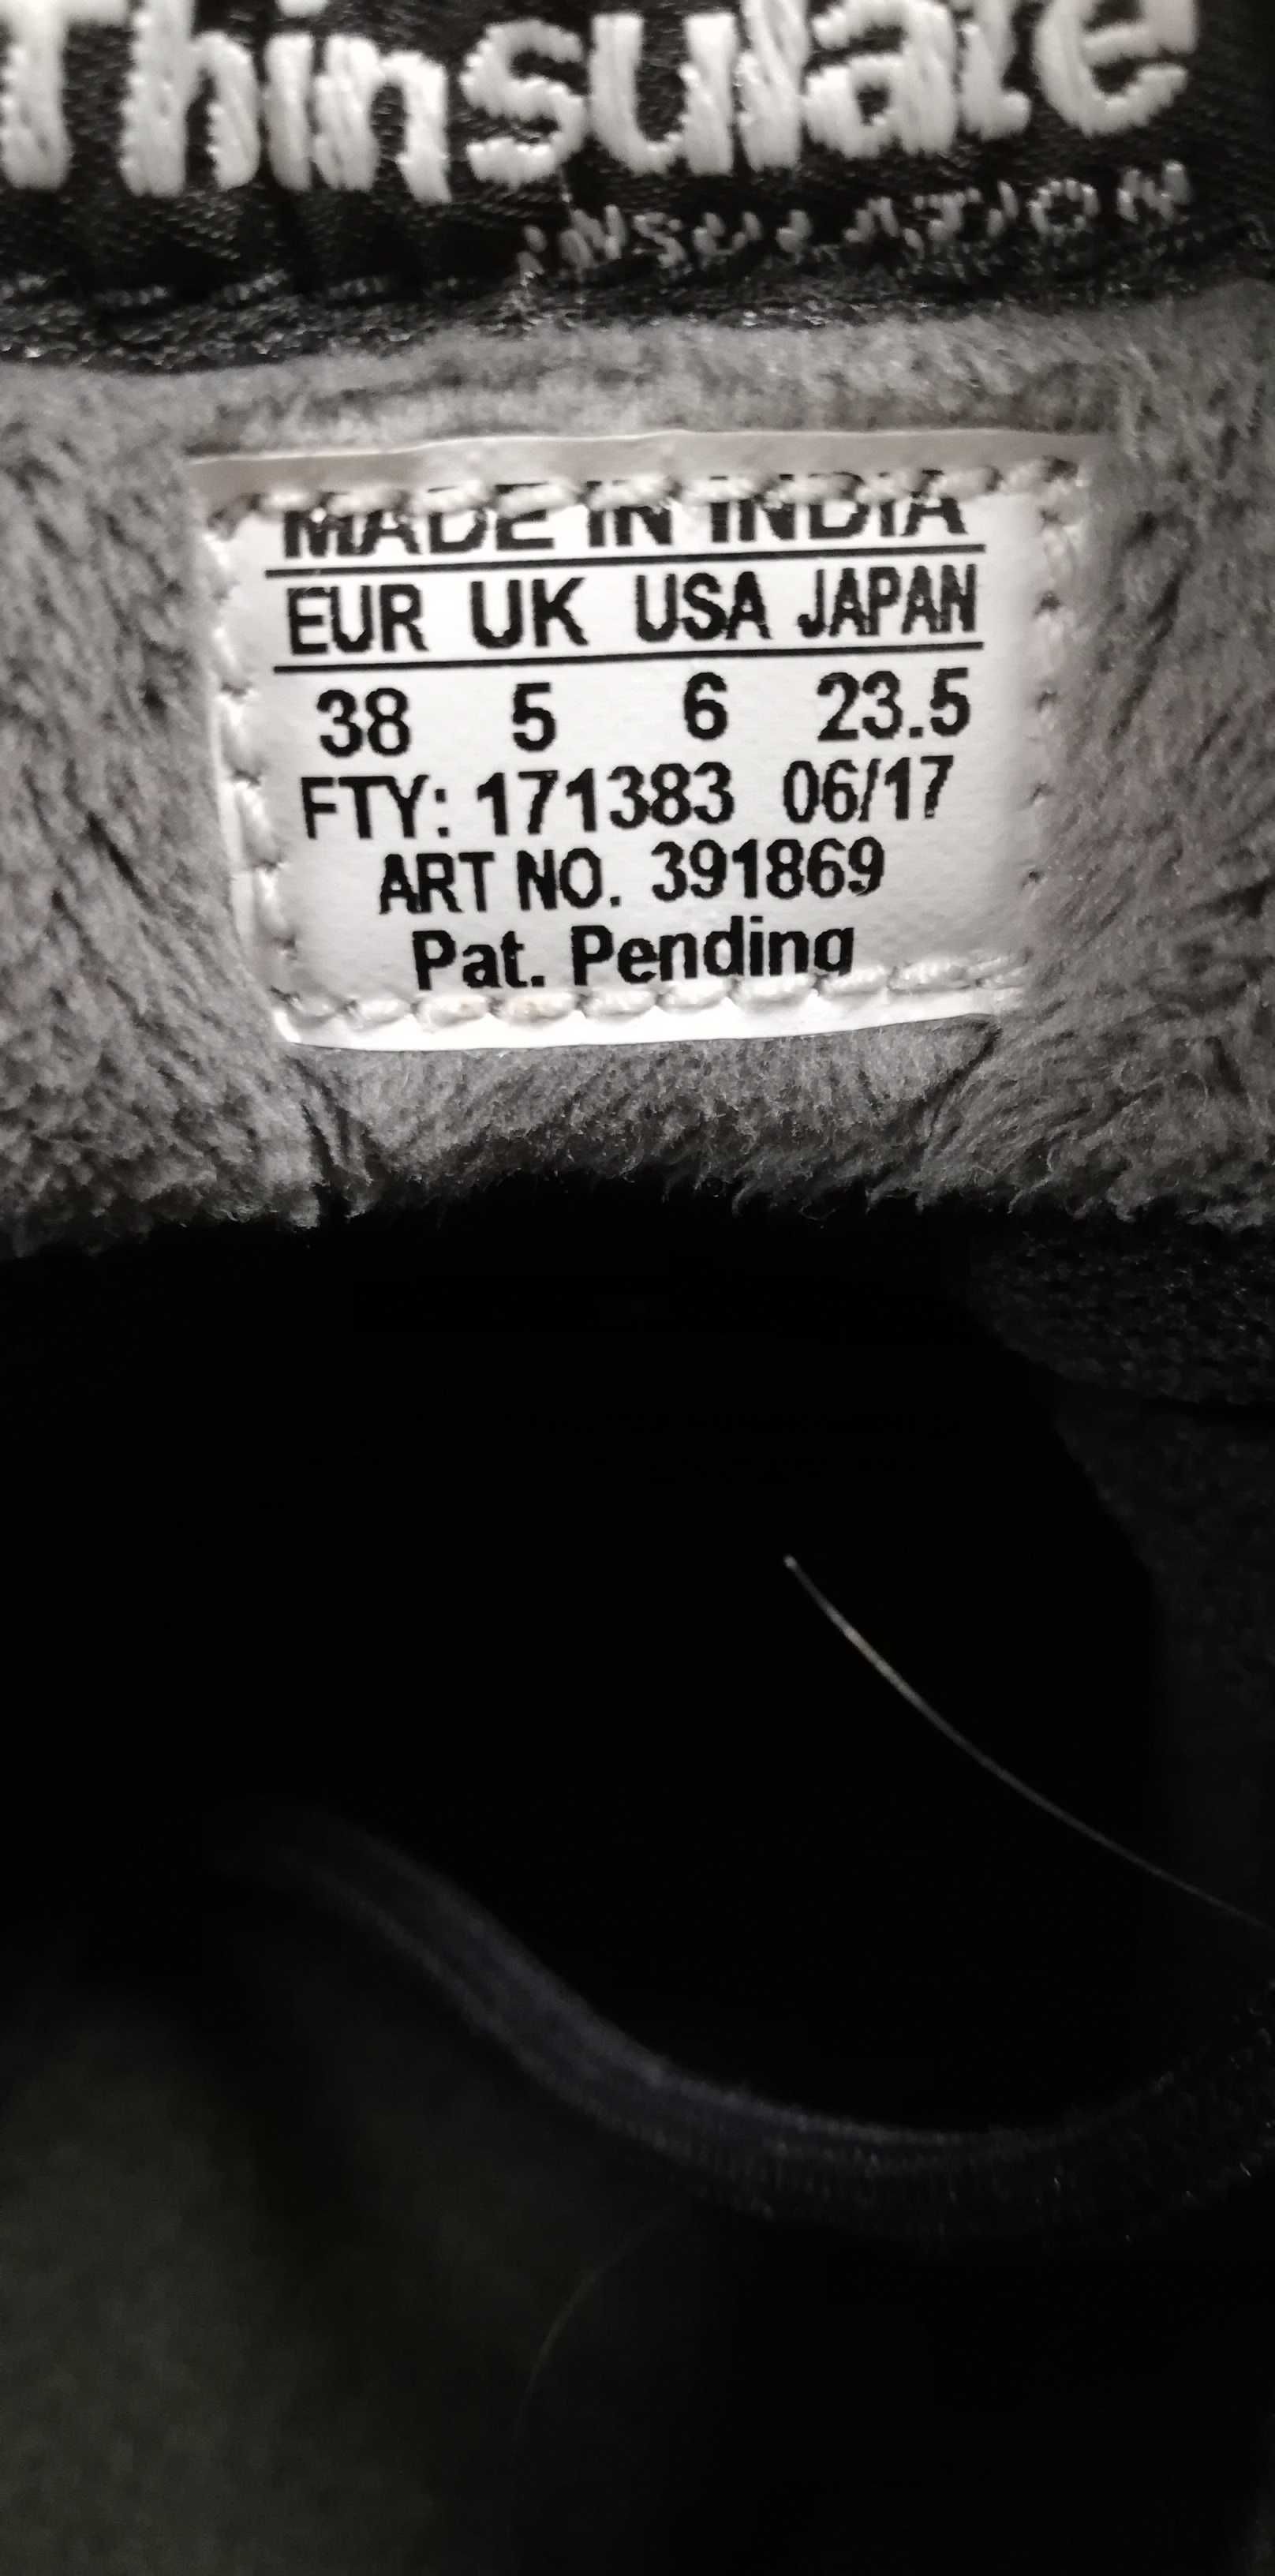 Thinsulate
INSULATION
MADE IN INDIA
EUR UK USA JAPAN
38 5 6 23.5
FTY: 171383 06/17
ART NO. 391869
Pat. Pending